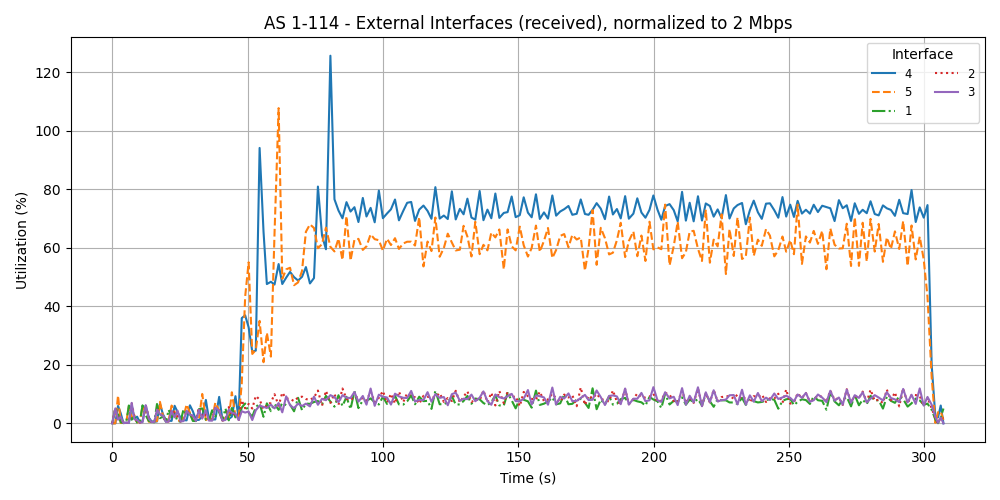 AS 1-114 - External Interfaces (received), normalized to 2 Mbps
Interface
4 2
5 3
1
120
100
80
60
40
20
0
Utilization (%)
0 50 100 150 200 250 300
Time (s)